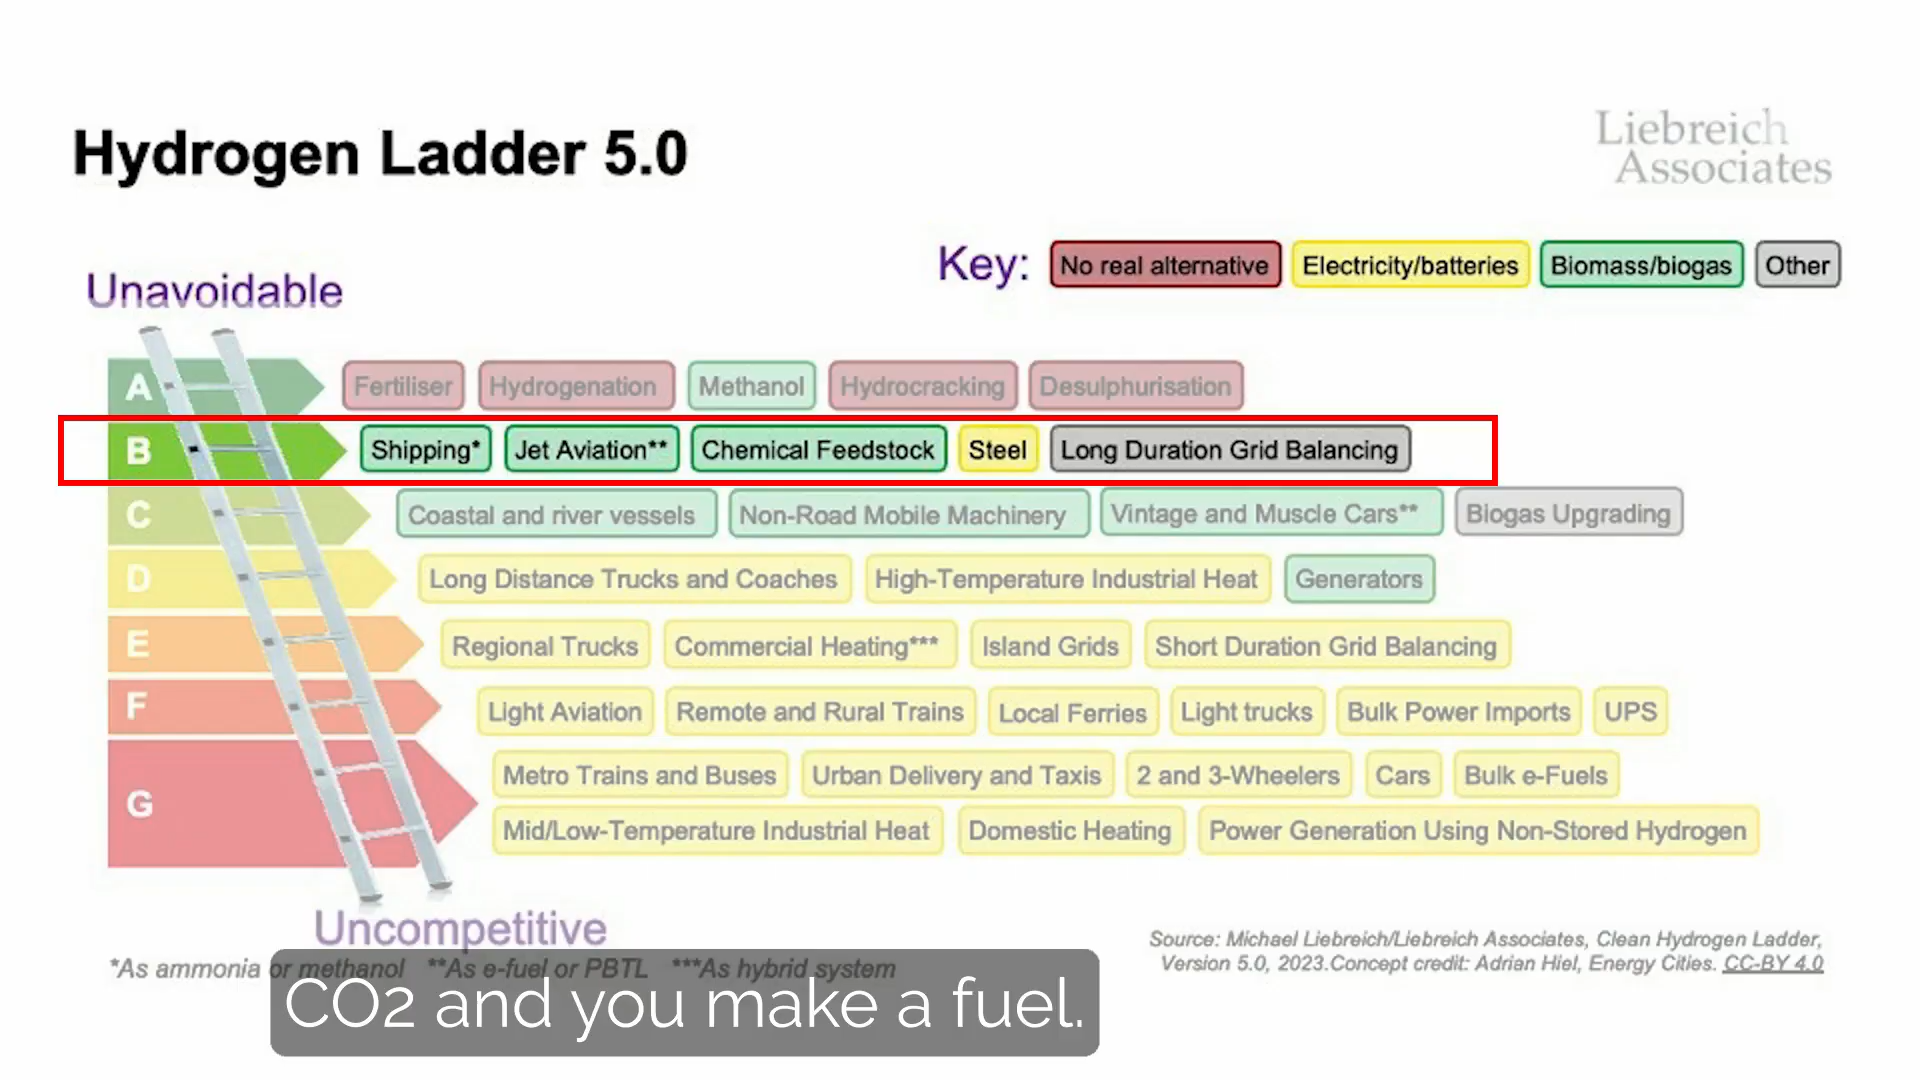 Hydrogen Ladder 5.0
Liebreich
Associates
Key: No real alternative Electricity/batteries Biomass/biogas Other
Unavoidable
A Fertiliser Hydrogenation Methanol Hydrocracking Desulphurisation
B Shipping* Jet Aviation** Chemical Feedstock Steel Long Duration Grid Balancing
C Coastal and river vessels Non-Road Mobile Machinery Vintage and Muscle Cars** Biogas Upgrading
D Long Distance Trucks and Coaches High-Temperature Industrial Heat Generators
E Regional Trucks Commercial Heating*** Island Grids Short Duration Grid Balancing
F Light Aviation Remote and Rural Trains Local Ferries Light trucks Bulk Power Imports UPS
G Metro Trains and Buses Urban Delivery and Taxis 2 and 3-Wheelers Cars Bulk e-Fuels
Mid/Low-Temperature Industrial Heat Domestic Heating Power Generation Using Non-Stored Hydrogen
Uncompetitive
*As ammonia or methanol **As e-fuel or PBTL ***As hybrid system
Source: Michael Liebreich/Liebreich Associates, Clean Hydrogen Ladder,
Version 5.0, 2023.Concept credit: Adrian Hiel, Energy Cities. CC-BY 4.0
CO2 and you make a fuel.